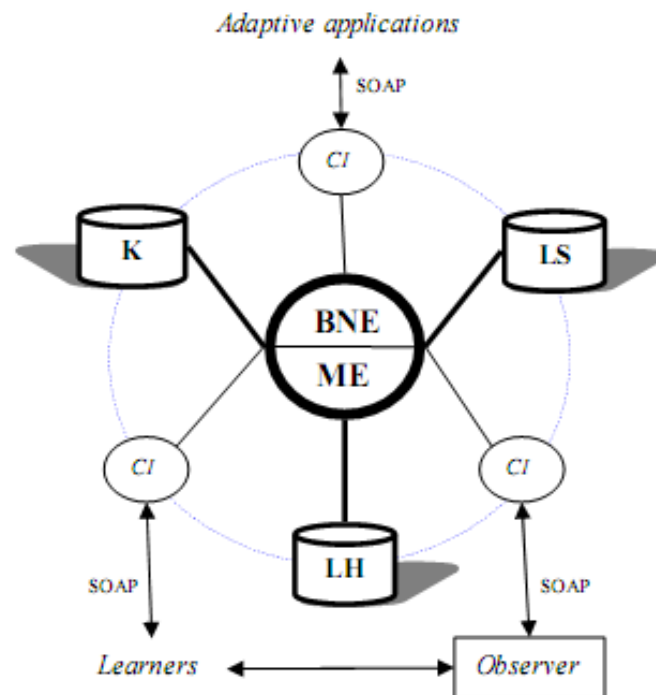 Adaptive applications
SOAP
CI
K
LS
BNE
ME
CI
CI
LH
SOAP
SOAP
Learners
Observer